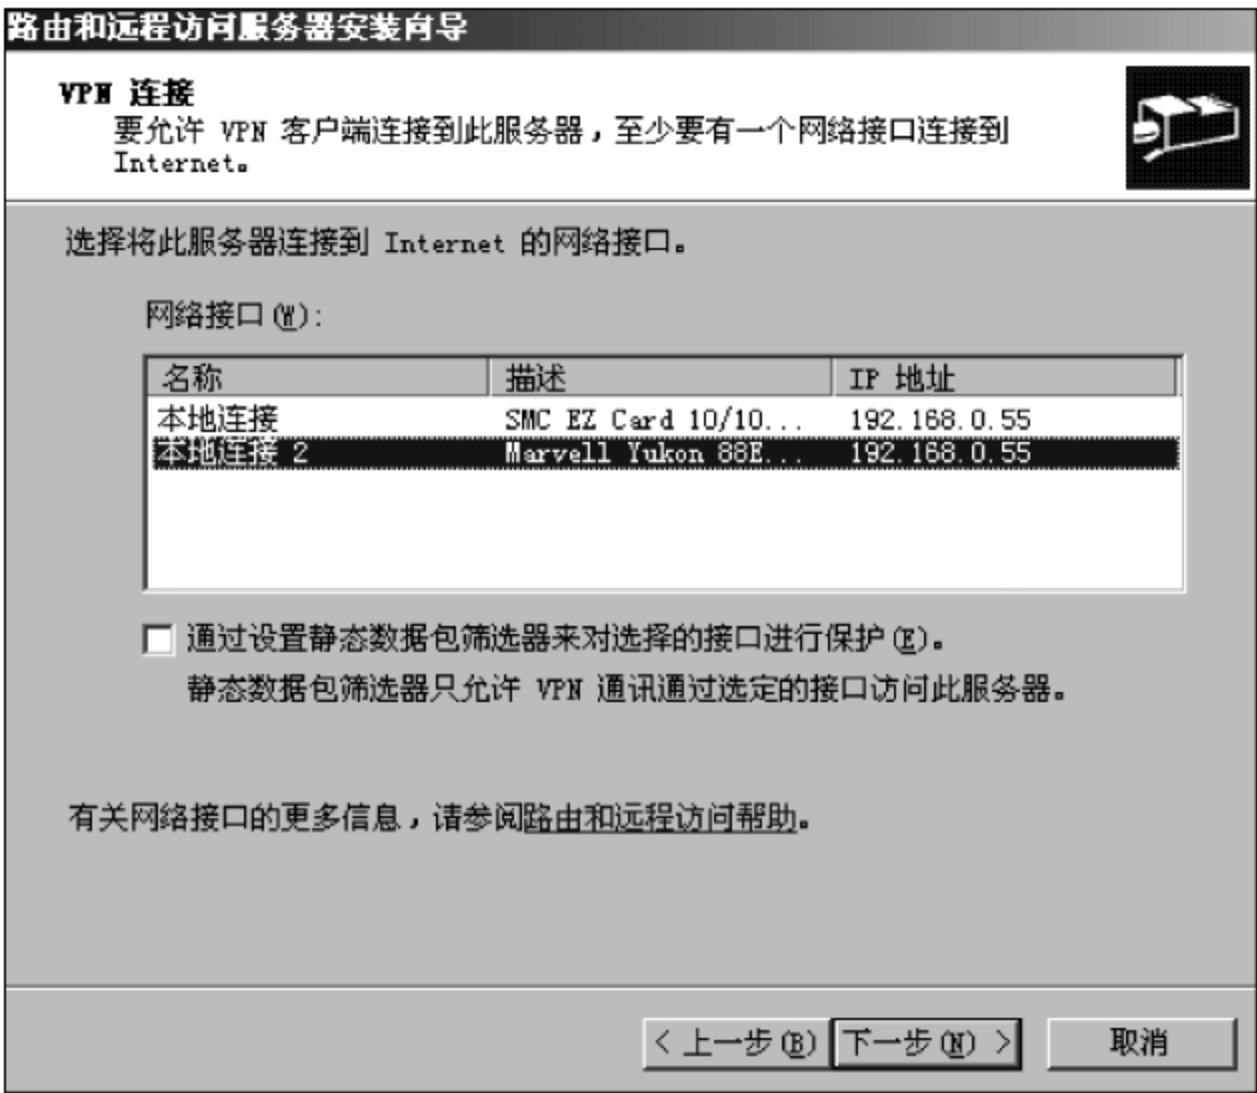 路由和远程访问服务器安装向导
VPN 连接
要允许 VPN 客户端连接到此服务器，至少要有一个网络接口连接到
Internet。
选择将此服务器连接到 Internet 的网络接口。
网络接口(W):
名称 描述 IP 地址
本地连接 SMC EZ Card 10/10... 192.168.0.55
本地连接 2 Marvell Yukon 88E... 192.168.0.55
通过设置静态数据包筛选器来对选择的接口进行保护(E)。
静态数据包筛选器只允许 VPN 通讯通过选定的接口访问此服务器。
有关网络接口的更多信息，请参阅路由和远程访问帮助。
< 上一步(B) 下一步(N) > 取消